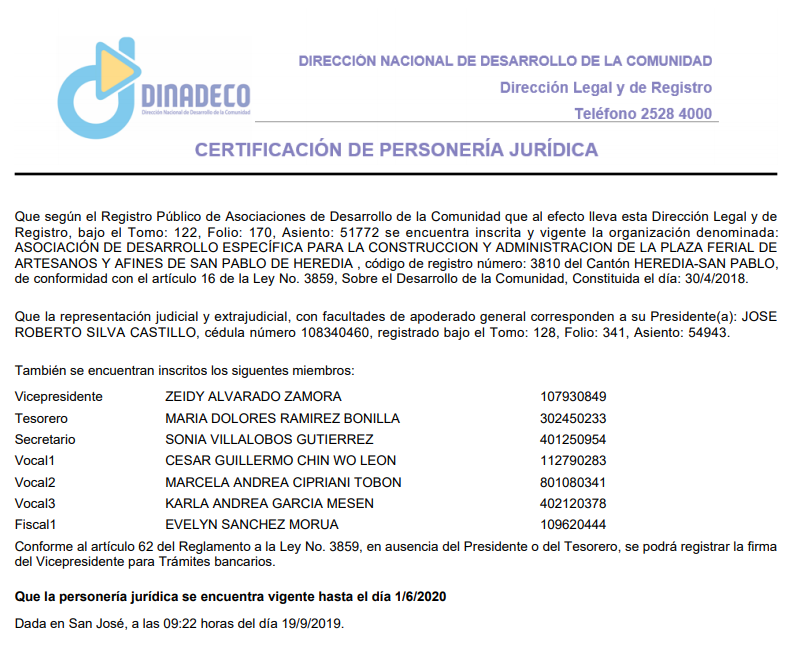 DIRECCIÓN NACIONAL DE DESARROLLO DE LA COMUNIDAD
Dirección Legal y de Registro
Teléfono 2528 4000
DINADECO
Dirección Nacional de Desarrollo de la Comunidad
CERTIFICACIÓN DE PERSONERÍA JURÍDICA
Que según el Registro Público de Asociaciones de Desarrollo de la Comunidad que al efecto lleva esta Dirección Legal y de
Registro, bajo el Tomo: 122, Folio: 170, Asiento: 51772 se encuentra inscrita y vigente la organización denominada:
ASOCIACIÓN DE DESARROLLO ESPECÍFICA PARA LA CONSTRUCCION Y ADMINISTRACION DE LA PLAZA FERIAL DE
ARTESANOS Y AFINES DE SAN PABLO DE HEREDIA , código de registro número: 3810 del Cantón HEREDIA-SAN PABLO,
de conformidad con el artículo 16 de la Ley No. 3859, Sobre el Desarrollo de la Comunidad, Constituida el día: 30/4/2018.
Que la representación judicial y extrajudicial, con facultades de apoderado general corresponden a su Presidente(a): JOSE
ROBERTO SILVA CASTILLO, cédula número 108340460, registrado bajo el Tomo: 128, Folio: 341, Asiento: 54943.
También se encuentran inscritos los siguentes miembros:
Vicepresidente ZEIDY ALVARADO ZAMORA 107930849
Tesorero MARIA DOLORES RAMIREZ BONILLA 302450233
Secretario SONIA VILLALOBOS GUTIERREZ 401250954
Vocal1 CESAR GUILLERMO CHIN WO LEON 112790283
Vocal2 MARCELA ANDREA CIPRIANI TOBON 801080341
Vocal3 KARLA ANDREA GARCIA MESEN 402120378
Fiscal1 EVELYN SANCHEZ MORUA 109620444
Conforme al artículo 62 del Reglamento a la Ley No. 3859, en ausencia del Presidente o del Tesorero, se podrá registrar la firma
del Vicepresidente para Trámites bancarios.
Que la personería jurídica se encuentra vigente hasta el día 1/6/2020
Dada en San José, a las 09:22 horas del día 19/9/2019.